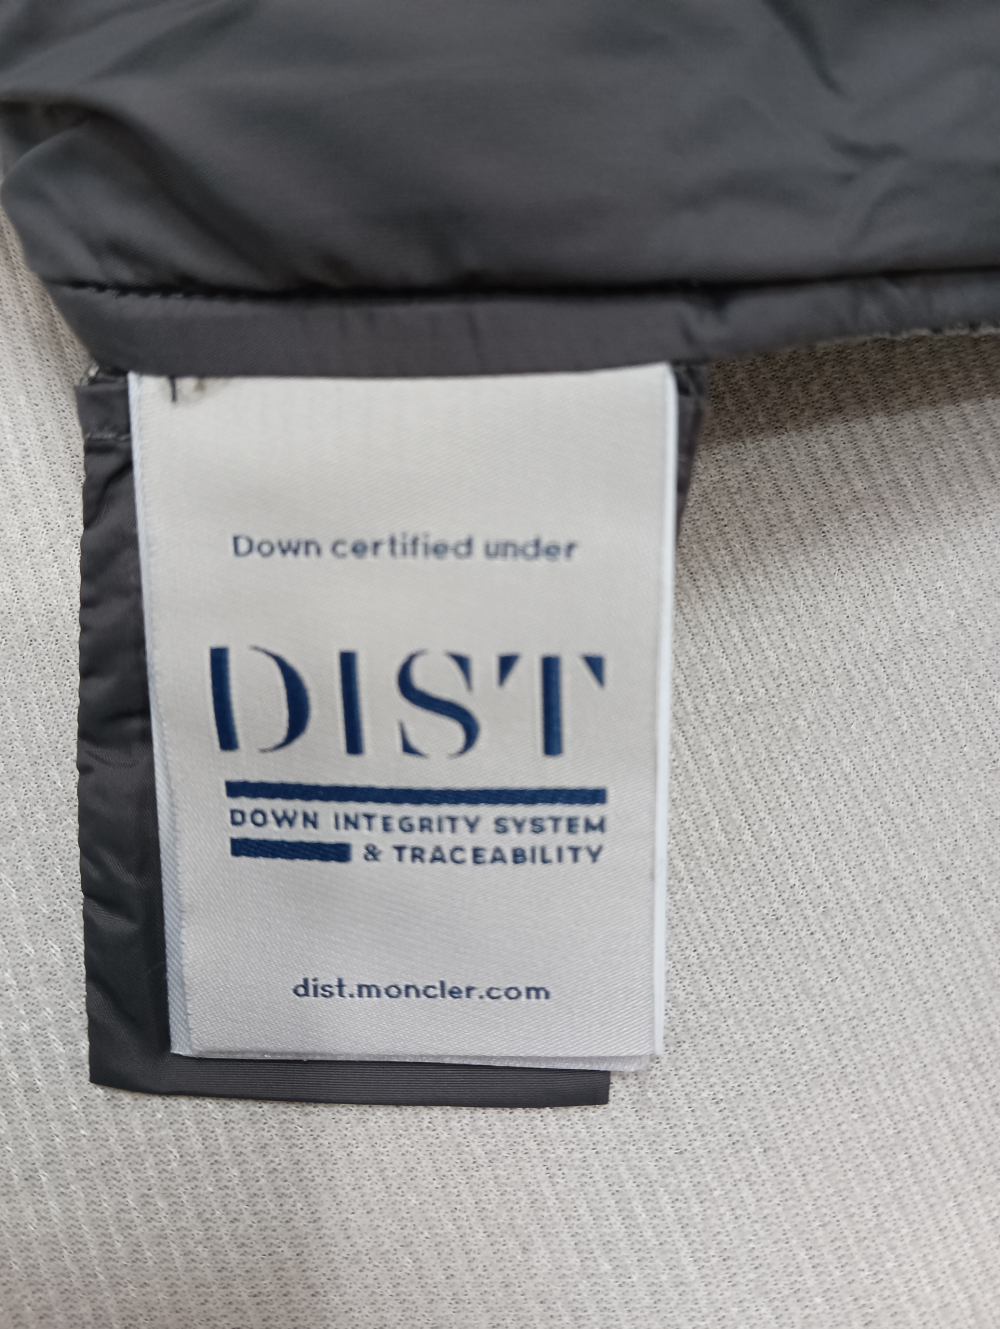 Down certified under
DIST
DOWN INTEGRITY SYSTEM
& TRACEABILITY
dist.moncler.com